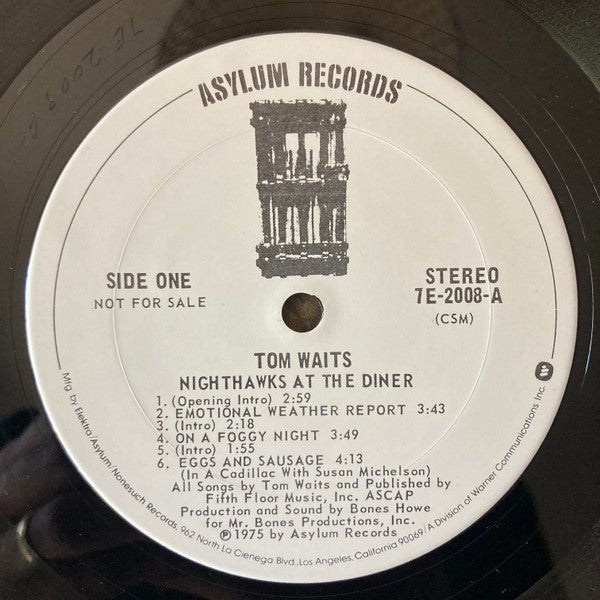 ASYLUM RECORDS
SIDE ONE
NOT FOR SALE
STEREO
7E-2008-A
(CSM)
TOM WAITS
NIGHTHAWKS AT THE DINER
1. (Opening Intro) 2:59
2. EMOTIONAL WEATHER REPORT 3:43
3. (Intro) 2:18
4. ON A FOGGY NIGHT 3:49
5. (Intro) 1:55
6. EGGS AND SAUSAGE 4:13
(In A Cadillac With Susan Michelson)
All Songs by Tom Waits and Published by
Fifth Floor Music, Inc. ASCAP
Production and Sound by Bones Howe
for Mr. Bones Productions, Inc.
℗ 1975 by Asylum Records
Mfg. by Elektra/Asylum/Nonesuch Records, 962 North La Cienega Blvd., Los Angeles, California 90069/A Division of Warner Communications Inc.